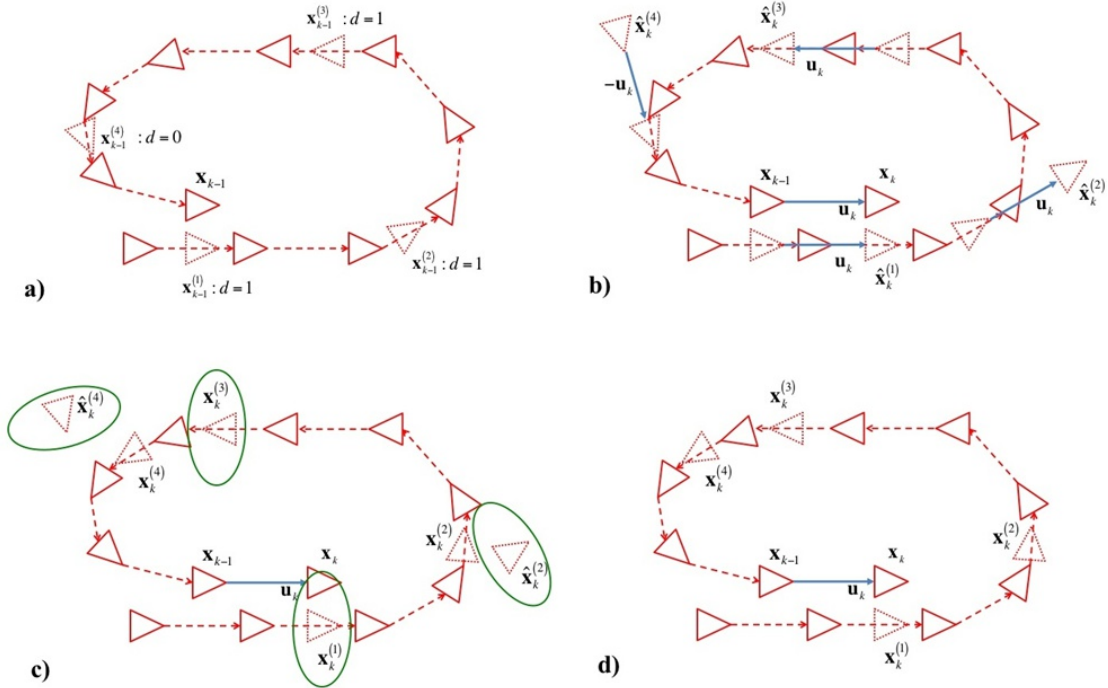 x_{k-1}^{(3)} : d = 1
x_{k-1}^{(4)} : d = 0
x_{k-1}
x_{k-1}^{(2)} : d = 1
x_{k-1}^{(1)} : d = 1
a)
x̂_k^{(4)}
x̂_k^{(3)}
u_k
-u_k
x_{k-1}
x_k
u_k
x̂_k^{(2)}
u_k
u_k
x̂_k^{(1)}
b)
x̂_k^{(4)}
x_k^{(3)}
x_k^{(4)}
x_k^{(2)}
x̂_k^{(2)}
x_{k-1}
x_k
u_k
x_k^{(1)}
c)
x_k^{(3)}
x_k^{(4)}
x_k^{(2)}
x_{k-1}
x_k
u_k
x_k^{(1)}
d)